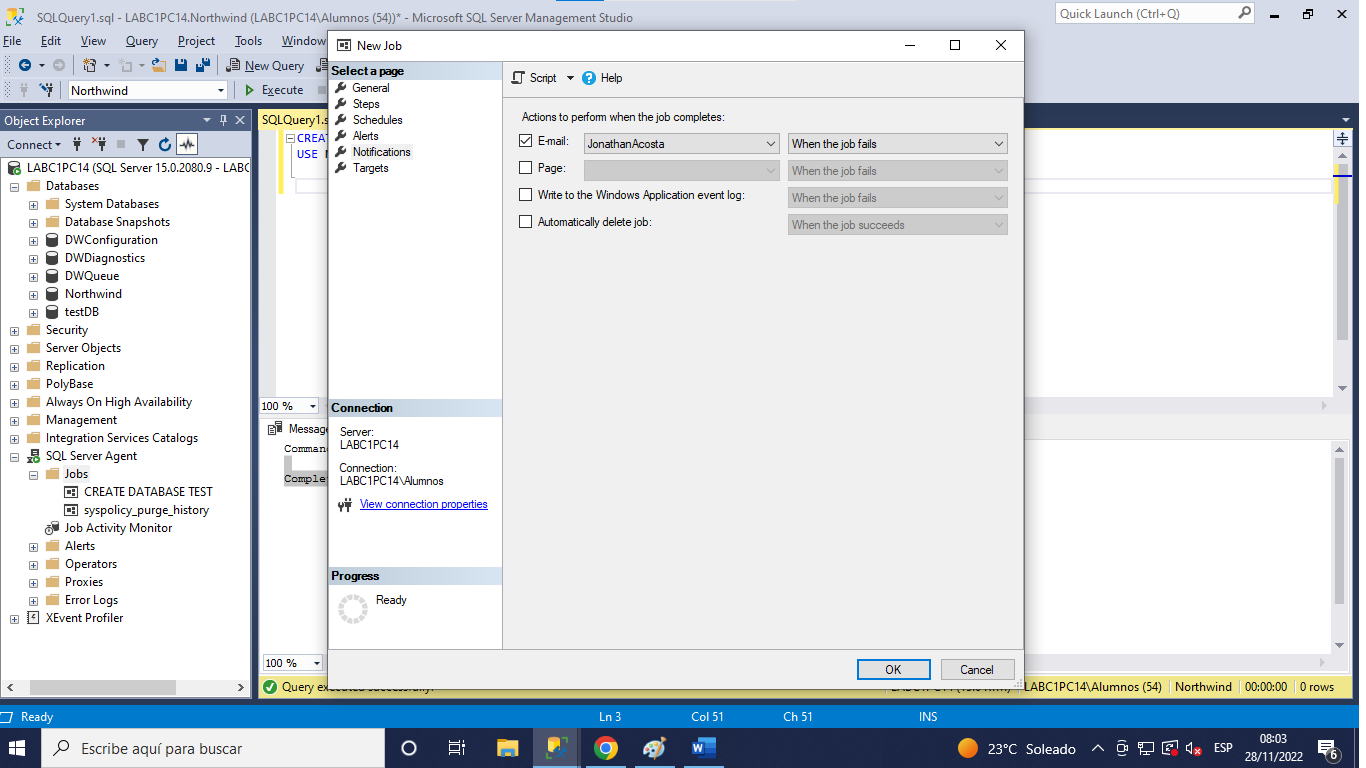 SQLQuery1.sql - LABC1PC14.Northwind (LABC1PC14\Alumnos (54))* - Microsoft SQL Server Management Studio
Quick Launch (Ctrl+Q)
File Edit View Query Project Tools Window
New Query
Northwind
Execute
Object Explorer
Connect
LABC1PC14 (SQL Server 15.0.2080.9 - LABC
Databases
System Databases
Database Snapshots
DWConfiguration
DWDiagnostics
DWQueue
Northwind
testDB
Security
Server Objects
Replication
PolyBase
Always On High Availability
Management
Integration Services Catalogs
SQL Server Agent
Jobs
CREATE DATABASE TEST
syspolicy_purge_history
Job Activity Monitor
Alerts
Operators
Proxies
Error Logs
XEvent Profiler
SQLQuery1.s
CREA
USE
100 %
Message
Comman
Comple
100 %
New Job
Select a page
General
Steps
Schedules
Alerts
Notifications
Targets
Connection
Server:
LABC1PC14
Connection:
LABC1PC14\Alumnos
View connection properties
Progress
Ready
Script Help
Actions to perform when the job completes:
E-mail: JonathanAcosta When the job fails
Page: When the job fails
Write to the Windows Application event log: When the job fails
Automatically delete job: When the job succeeds
OK Cancel
Query executed successfully.
LABC1PC14\Alumnos (54) Northwind 00:00:00 0 rows
Ready Ln 3 Col 51 Ch 51 INS
Escribe aquí para buscar
23°C Soleado
ESP
08:03
28/11/2022
6